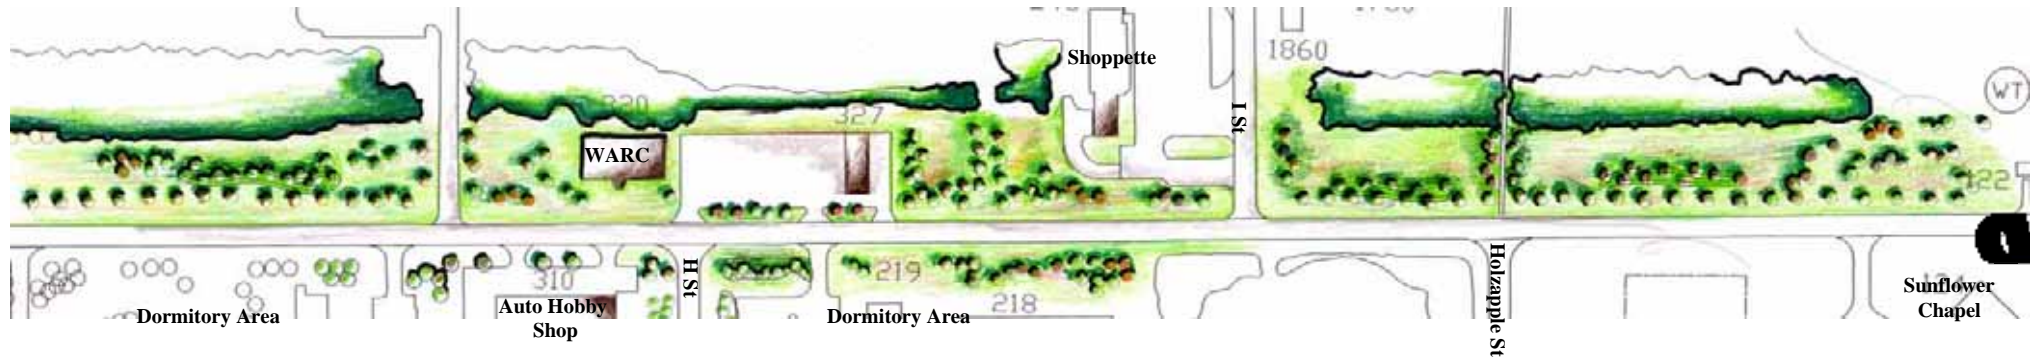 Shoppette
1860
I St
WT
320
327
WARC
122
H St
310
219
218
Dormitory Area
Auto Hobby
Shop
Dormitory Area
Holzapple St
Sunflower
Chapel